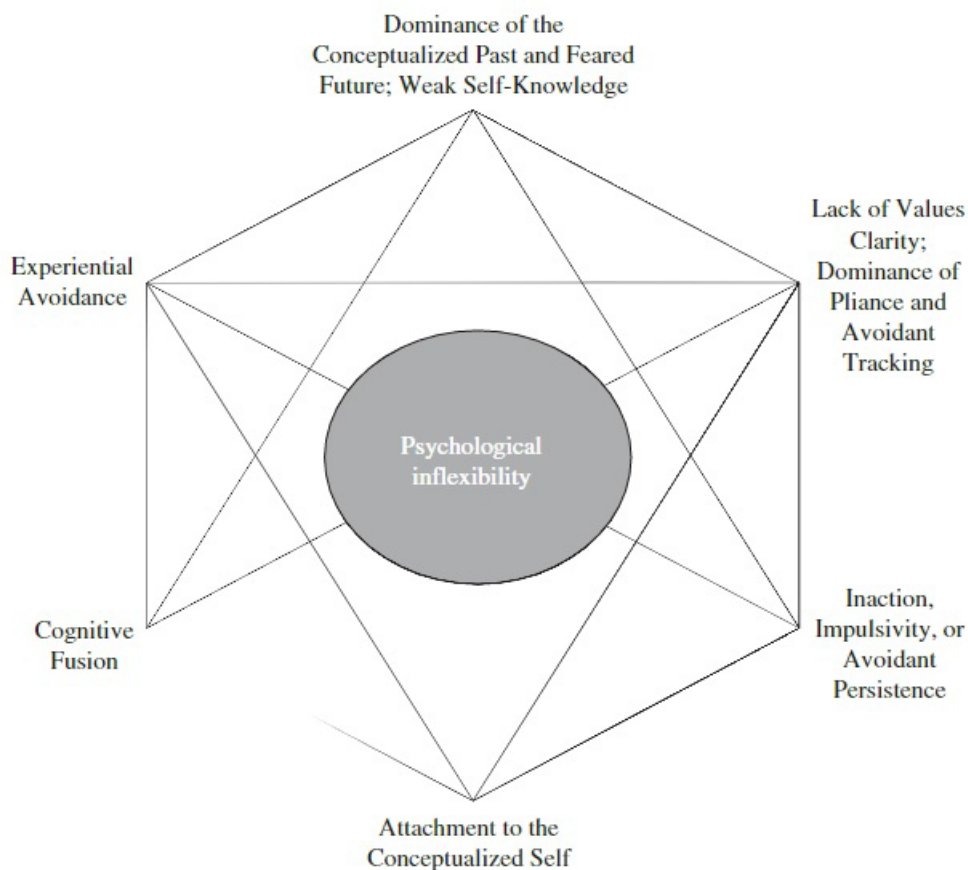 Dominance of the
Conceptualized Past and Feared
Future; Weak Self-Knowledge
Lack of Values
Clarity;
Dominance of
Pliance and
Avoidant
Tracking
Experiential
Avoidance
Psychological
inflexibility
Cognitive
Fusion
Inaction,
Impulsivity, or
Avoidant
Persistence
Attachment to the
Conceptualized Self